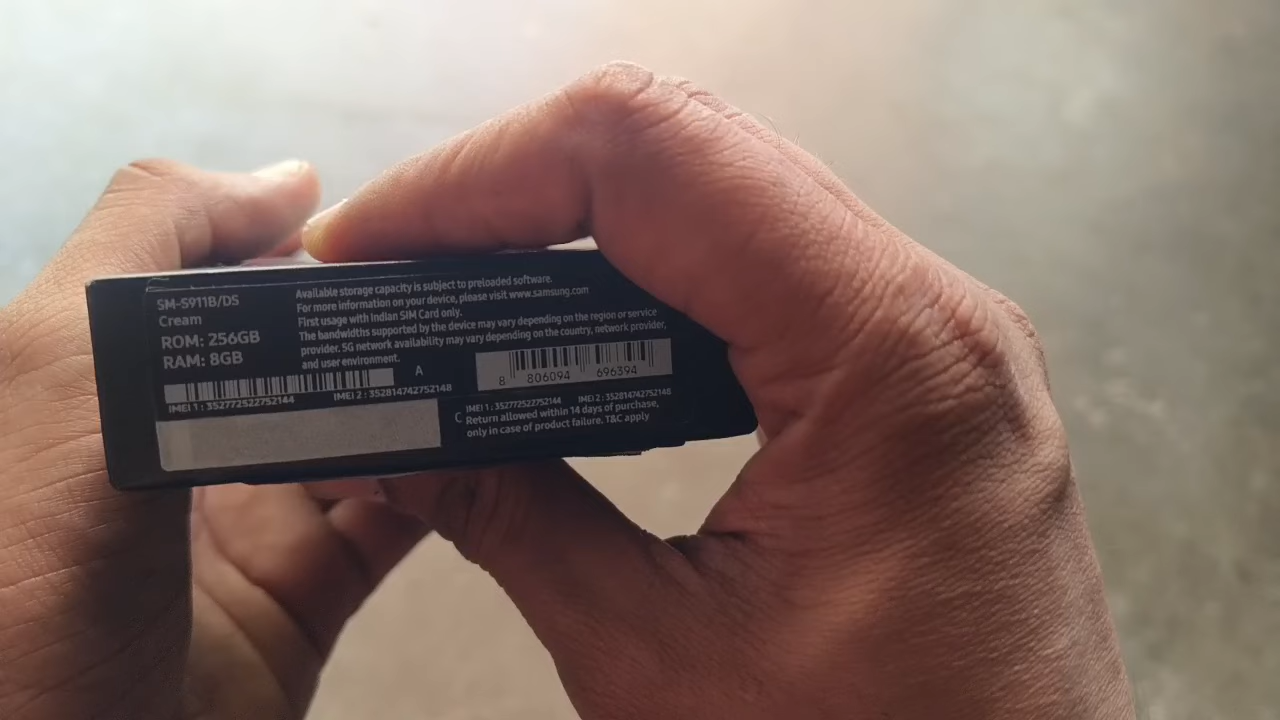 SM-S911B/DS
Cream
ROM: 256GB
RAM: 8GB
Available storage capacity is subject to preloaded software.
For more information on your device, please visit www.samsung.com
First usage with Indian SIM Card only.
The bandwidths supported by the device may vary depending on the region or service
provider. 5G network availability may vary depending on the country, network provider,
and user environment.
A
8 806094 696394
IMEI 1 : 352772522752144 IMEI 2 : 352814742752148
C
IMEI 1 : 352772522752144 IMEI 2 : 352814742752148
Return allowed within 14 days of purchase,
only in case of product failure. T&C apply